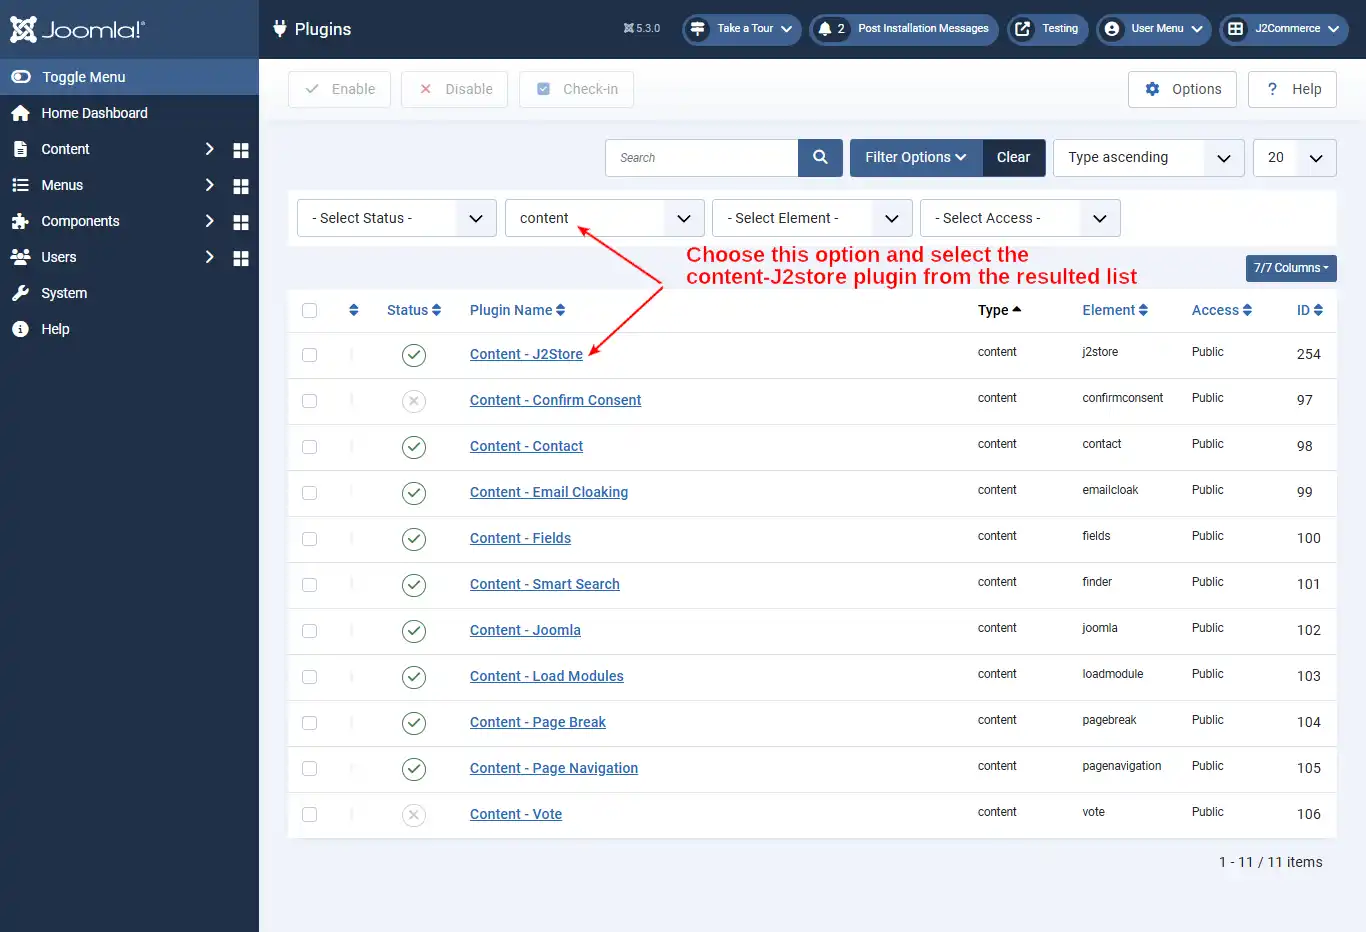 Joomla!
Plugins
5.3.0
Take a Tour
2 Post Installation Messages
Testing
User Menu
J2Commerce
Toggle Menu
Home Dashboard
Content
Menus
Components
Users
System
Help
Enable
Disable
Check-in
Options
? Help
Search
Filter Options
Clear
Type ascending
20
- Select Status -
content
- Select Element -
- Select Access -
Choose this option and select the
content-J2store plugin from the resulted list
7/7 Columns
Status Plugin Name Type Element Access ID
Content - J2Store content j2store Public 254
Content - Confirm Consent content confirmconsent Public 97
Content - Contact content contact Public 98
Content - Email Cloaking content emailcloak Public 99
Content - Fields content fields Public 100
Content - Smart Search content finder Public 101
Content - Joomla content joomla Public 102
Content - Load Modules content loadmodule Public 103
Content - Page Break content pagebreak Public 104
Content - Page Navigation content pagenavigation Public 105
Content - Vote content vote Public 106
1 - 11 / 11 items